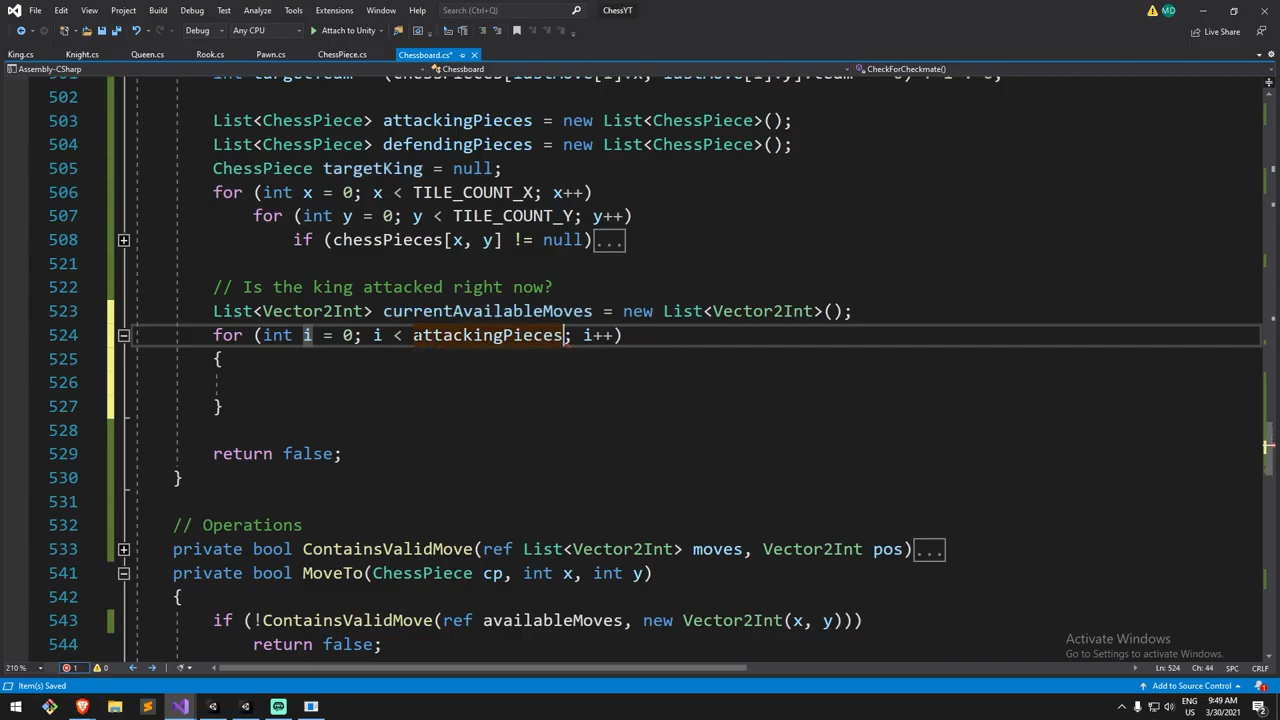 File Edit View Git Project Build Debug Test Analyze Tools Extensions Window Help Search (Ctrl+Q) ChessYT MD
Debug Any CPU Attach to Unity Live Share
King.cs Knight.cs Queen.cs Rook.cs Pawn.cs ChessPiece.cs Chessboard.cs*
Assembly-CSharp Chessboard CheckForCheckmate()
502
503 List<ChessPiece> attackingPieces = new List<ChessPiece>();
504 List<ChessPiece> defendingPieces = new List<ChessPiece>();
505 ChessPiece targetKing = null;
506 for (int x = 0; x < TILE_COUNT_X; x++)
507 for (int y = 0; y < TILE_COUNT_Y; y++)
508 if (chessPieces[x, y] != null)...
521
522 // Is the king attacked right now?
523 List<Vector2Int> currentAvailableMoves = new List<Vector2Int>();
524 for (int i = 0; i < attackingPieces; i++)
525 {
526
527 }
528
529 return false;
530 }
531
532 // Operations
533 private bool ContainsValidMove(ref List<Vector2Int> moves, Vector2Int pos)...
541 private bool MoveTo(ChessPiece cp, int x, int y)
542 {
543 if (!ContainsValidMove(ref availableMoves, new Vector2Int(x, y)))
544 return false;
Activate Windows
Go to Settings to activate Windows.
210 % 1 0 Ln: 524 Ch: 44 SPC CRLF
Item(s) Saved Add to Source Control 1
ENG 9:49 AM
US 3/30/2021 2